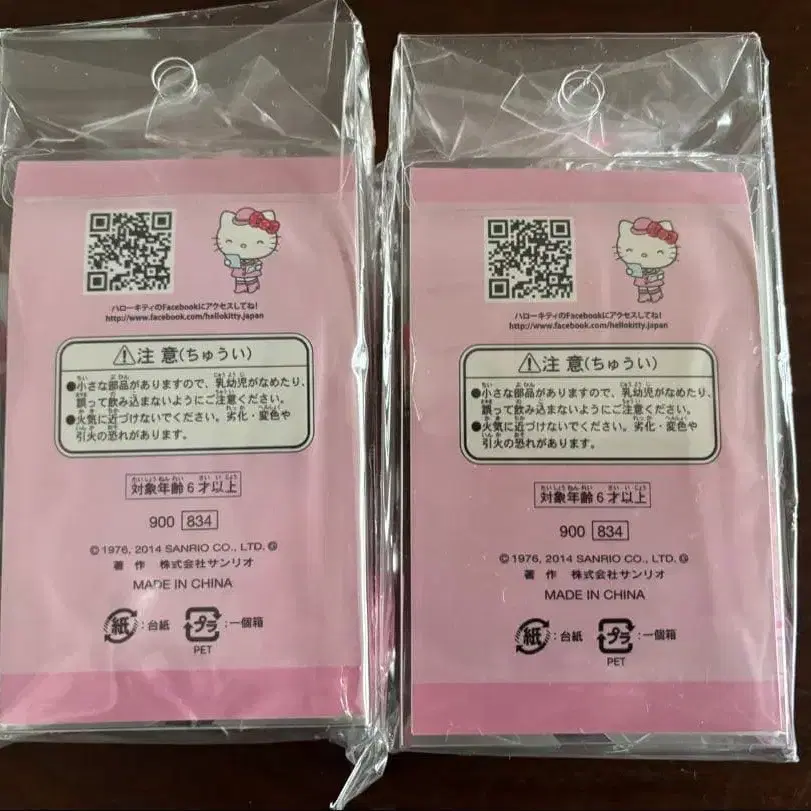 ハローキティのFacebookにアクセスしてね!
http://www.facebook.com/hellokitty.japan
⚠注意(ちゅうい)
●小さな部品がありますので、乳幼児がなめたり、
誤って飲み込まないようにご注意ください。
●火気に近づけないでください。劣化・変色や
引火の恐れがあります。
対象年齢6才以上
900 834
©1976, 2014 SANRIO CO., LTD.
著作 株式会社サンリオ
MADE IN CHINA
紙:台紙 プラ:一個箱
PET
ハローキティのFacebookにアクセスしてね!
http://www.facebook.com/hellokitty.japan
⚠注意(ちゅうい)
●小さな部品がありますので、乳幼児がなめたり、
誤って飲み込まないようにご注意ください。
●火気に近づけないでください。劣化・変色や
引火の恐れがあります。
対象年齢6才以上
900 834
©1976, 2014 SANRIO CO., LTD.
著作 株式会社サンリオ
MADE IN CHINA
紙:台紙 プラ:一個箱
PET